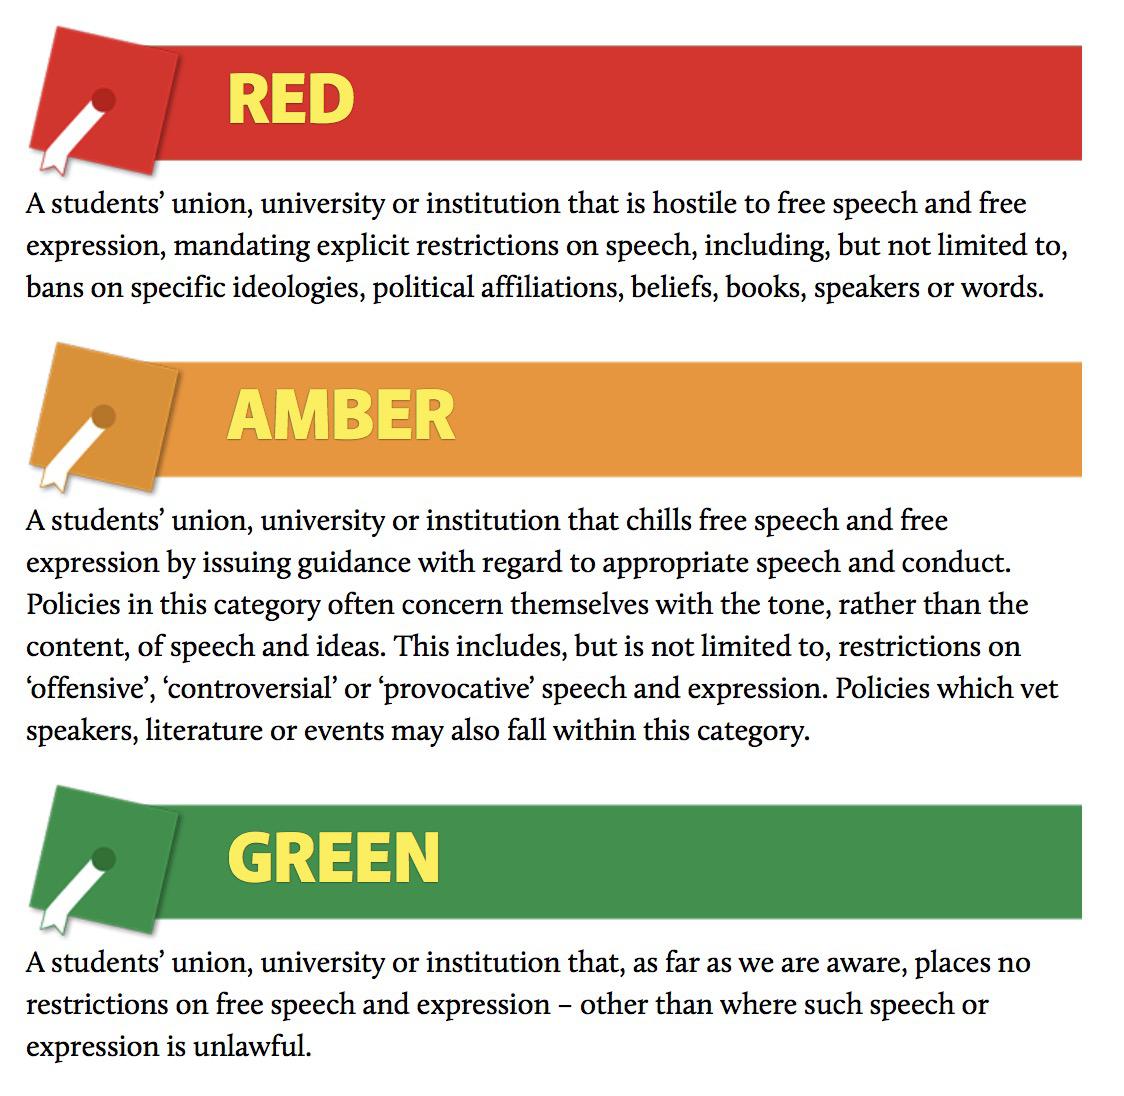 RED
A students’ union, university or institution that is hostile to free speech and free
expression, mandating explicit restrictions on speech, including, but not limited to,
bans on specific ideologies, political affiliations, beliefs, books, speakers or words.
AMBER
A students’ union, university or institution that chills free speech and free
expression by issuing guidance with regard to appropriate speech and conduct.
Policies in this category often concern themselves with the tone, rather than the
content, of speech and ideas. This includes, but is not limited to, restrictions on
‘offensive’, ‘controversial’ or ‘provocative’ speech and expression. Policies which vet
speakers, literature or events may also fall within this category.
GREEN
A students’ union, university or institution that, as far as we are aware, places no
restrictions on free speech and expression – other than where such speech or
expression is unlawful.